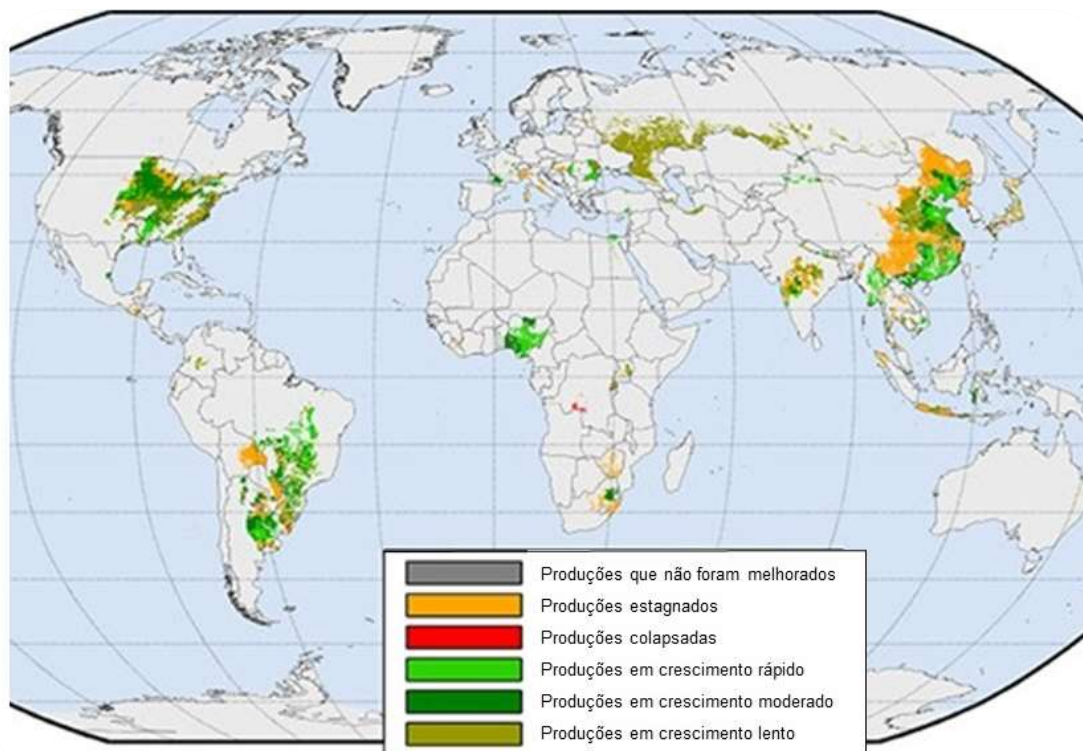 Produções que não foram melhorados
Produções estagnados
Produções colapsadas
Produções em crescimento rápido
Produções em crescimento moderado
Produções em crescimento lento